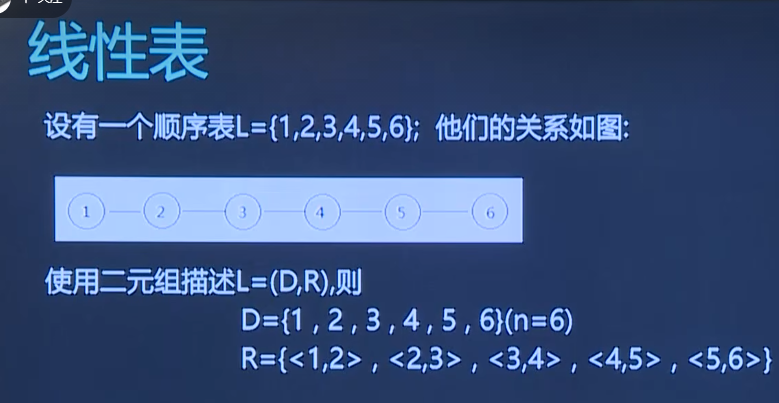 线性表
设有一个顺序表L={1,2,3,4,5,6}; 他们的关系如图:
1 2 3 4 5 6
使用二元组描述L=(D,R),则
D={1 , 2 , 3 , 4 , 5 , 6}(n=6)
R={<1,2> , <2,3> , <3,4> , <4,5> , <5,6>}